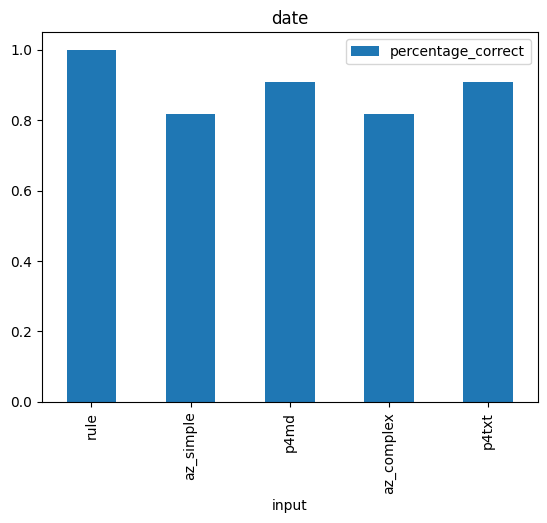 date
percentage_correct
1.0
0.8
0.6
0.4
0.2
0.0
rule
az_simple
p4md
az_complex
p4txt
input